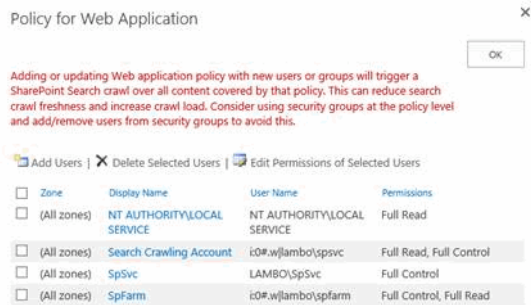 Policy for Web Application
OK
Adding or updating Web application policy with new users or groups will trigger a
SharePoint Search crawl over all content covered by that policy. This can reduce search
crawl freshness and increase crawl load. Consider using security groups at the policy level
and add/remove users from security groups to avoid this.
Add Users | Delete Selected Users | Edit Permissions of Selected Users
Zone Display Name User Name Permissions
(All zones) NT AUTHORITY\LOCAL NT AUTHORITY\LOCAL Full Read
SERVICE SERVICE
(All zones) Search Crawling Account i:0#.w|lambo\spsvc Full Read, Full Control
(All zones) SpSvc LAMBO\SpSvc Full Control
(All zones) SpFarm i:0#.w|lambo\spfarm Full Control, Full Read